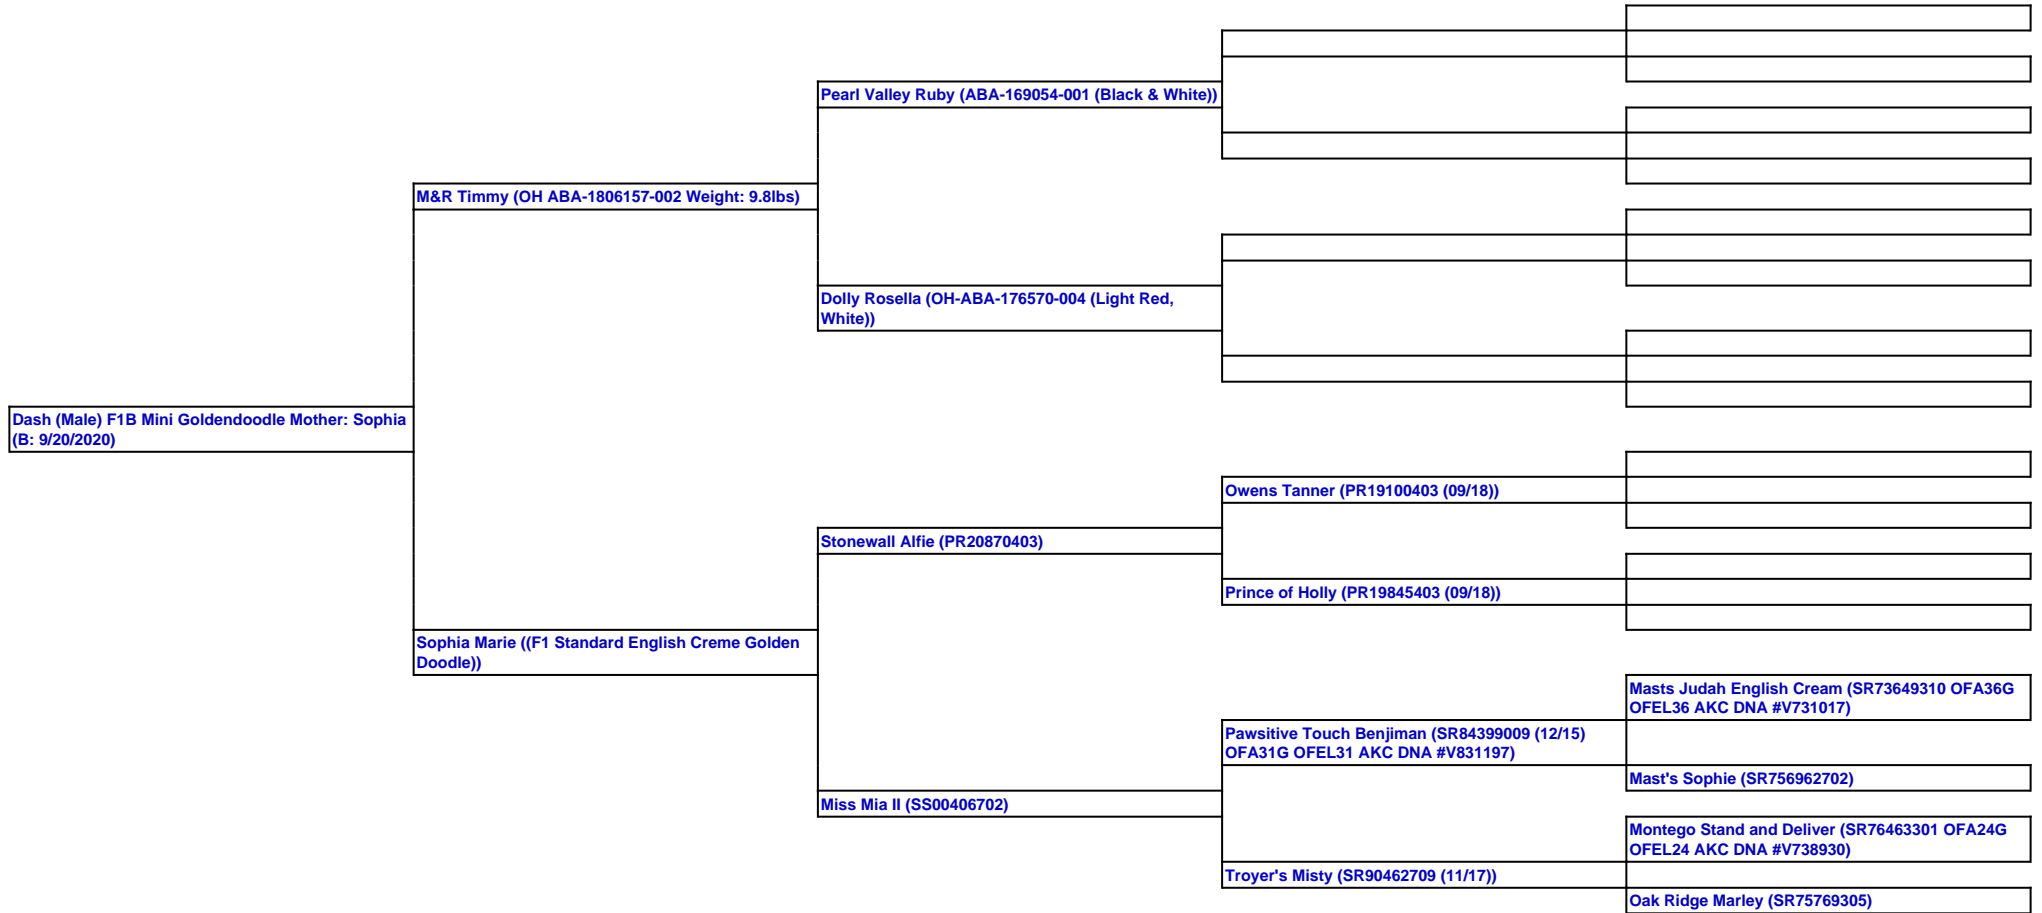 Pearl Valley Ruby (ABA-169054-001 (Black & White))
M&R Timmy (OH ABA-1806157-002 Weight: 9.8lbs)
Dolly Rosella (OH-ABA-176570-004 (Light Red,
White))
Dash (Male) F1B Mini Goldendoodle Mother: Sophia
(B: 9/20/2020)
Owens Tanner (PR19100403 (09/18))
Stonewall Alfie (PR20870403)
Prince of Holly (PR19845403 (09/18))
Sophia Marie ((F1 Standard English Creme Golden
Doodle))
Masts Judah English Cream (SR73649310 OFA36G
OFEL36 AKC DNA #V731017)
Pawsitive Touch Benjiman (SR84399009 (12/15)
OFA31G OFEL31 AKC DNA #V831197)
Mast's Sophie (SR756962702)
Miss Mia II (SS00406702)
Montego Stand and Deliver (SR76463301 OFA24G
OFEL24 AKC DNA #V738930)
Troyer's Misty (SR90462709 (11/17))
Oak Ridge Marley (SR75769305)